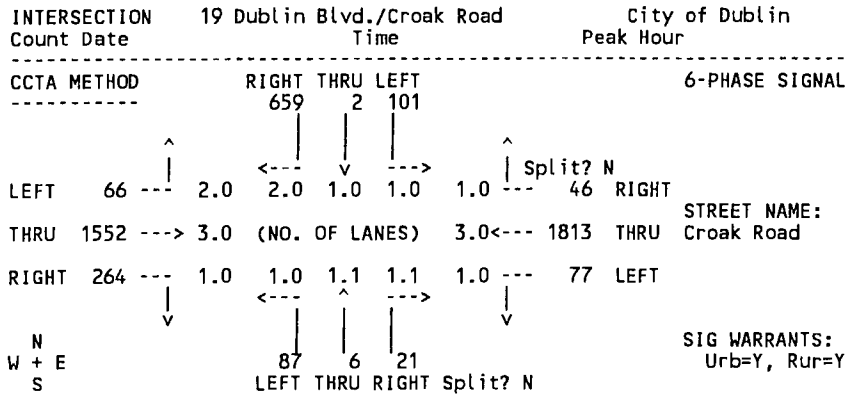 INTERSECTION 19 Dublin Blvd./Croak Road City of Dublin
Count Date Time Peak Hour
------------------------------------------------------------------------
CCTA METHOD RIGHT THRU LEFT 6-PHASE SIGNAL
----------- 659 2 101
^ ^
<--- v ---> Split? N
LEFT 66 --- 2.0 2.0 1.0 1.0 1.0 --- 46 RIGHT
STREET NAME:
THRU 1552 ---> 3.0 (NO. OF LANES) 3.0<--- 1813 THRU Croak Road
RIGHT 264 --- 1.0 1.0 1.1 1.1 1.0 --- 77 LEFT
<--- ^ --->
v v
N SIG WARRANTS:
W + E 87 6 21 Urb=Y, Rur=Y
S LEFT THRU RIGHT Split? N